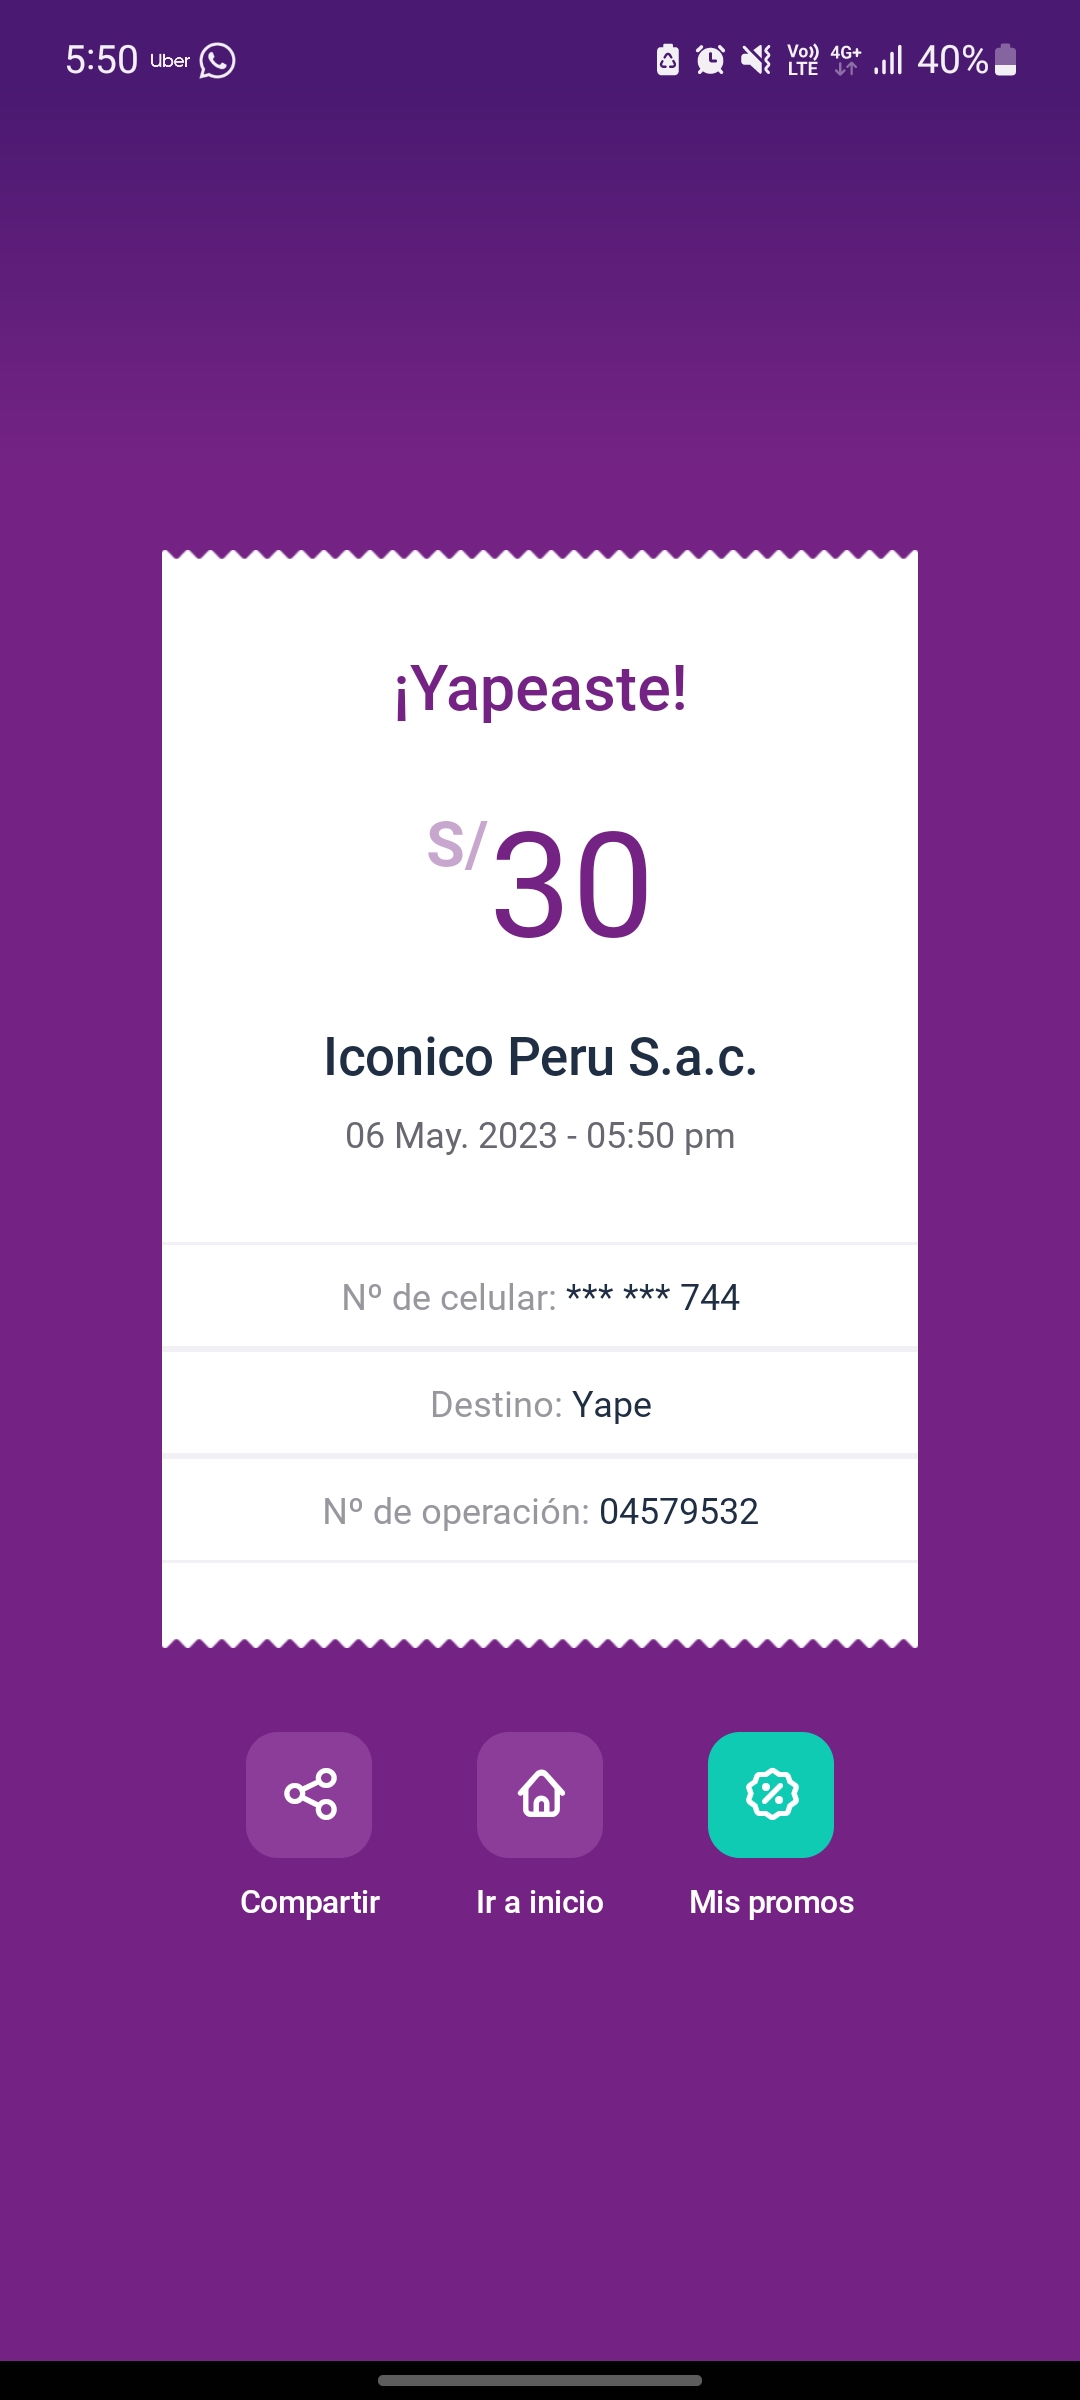 5:50 Uber Vo)) LTE 4G+ 40%
¡Yapeaste!
S/30
Iconico Peru S.a.c.
06 May. 2023 - 05:50 pm
Nº de celular: *** *** 744
Destino: Yape
Nº de operación: 04579532
Compartir Ir a inicio Mis promos